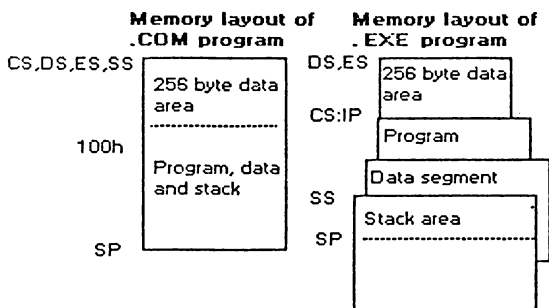 Memory layout of
.COM program
CS,DS,ES,SS
256 byte data
area
100h
Program, data
and stack
SP
Memory layout of
.EXE program
DS,ES
256 byte data
area
CS:IP
Program
Data segment
SS
Stack area
SP